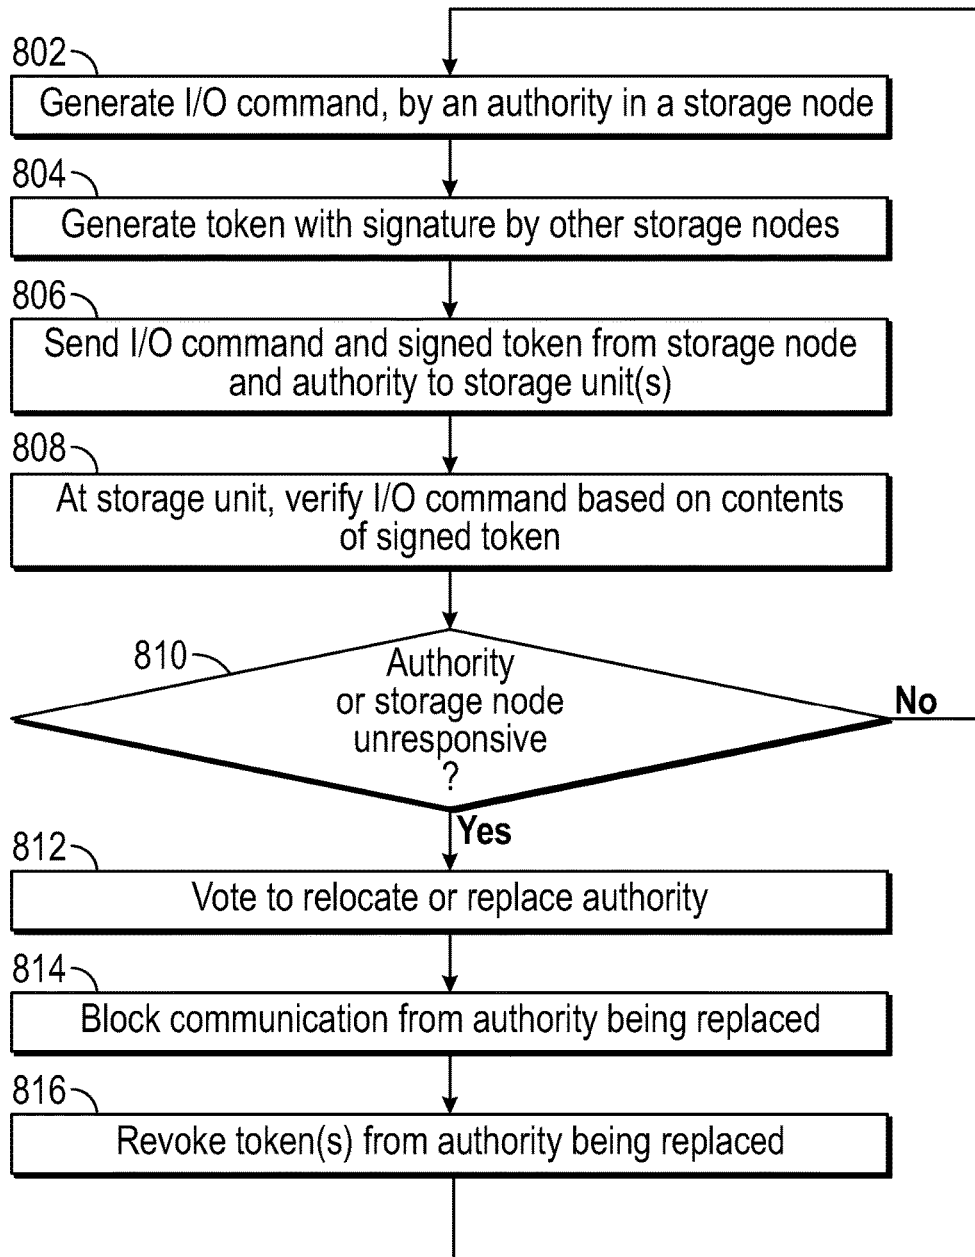 802
Generate I/O command, by an authority in a storage node
804
Generate token with signature by other storage nodes
806
Send I/O command and signed token from storage node
and authority to storage unit(s)
808
At storage unit, verify I/O command based on contents
of signed token
810
Authority
or storage node
unresponsive
?
No
Yes
812
Vote to relocate or replace authority
814
Block communication from authority being replaced
816
Revoke token(s) from authority being replaced